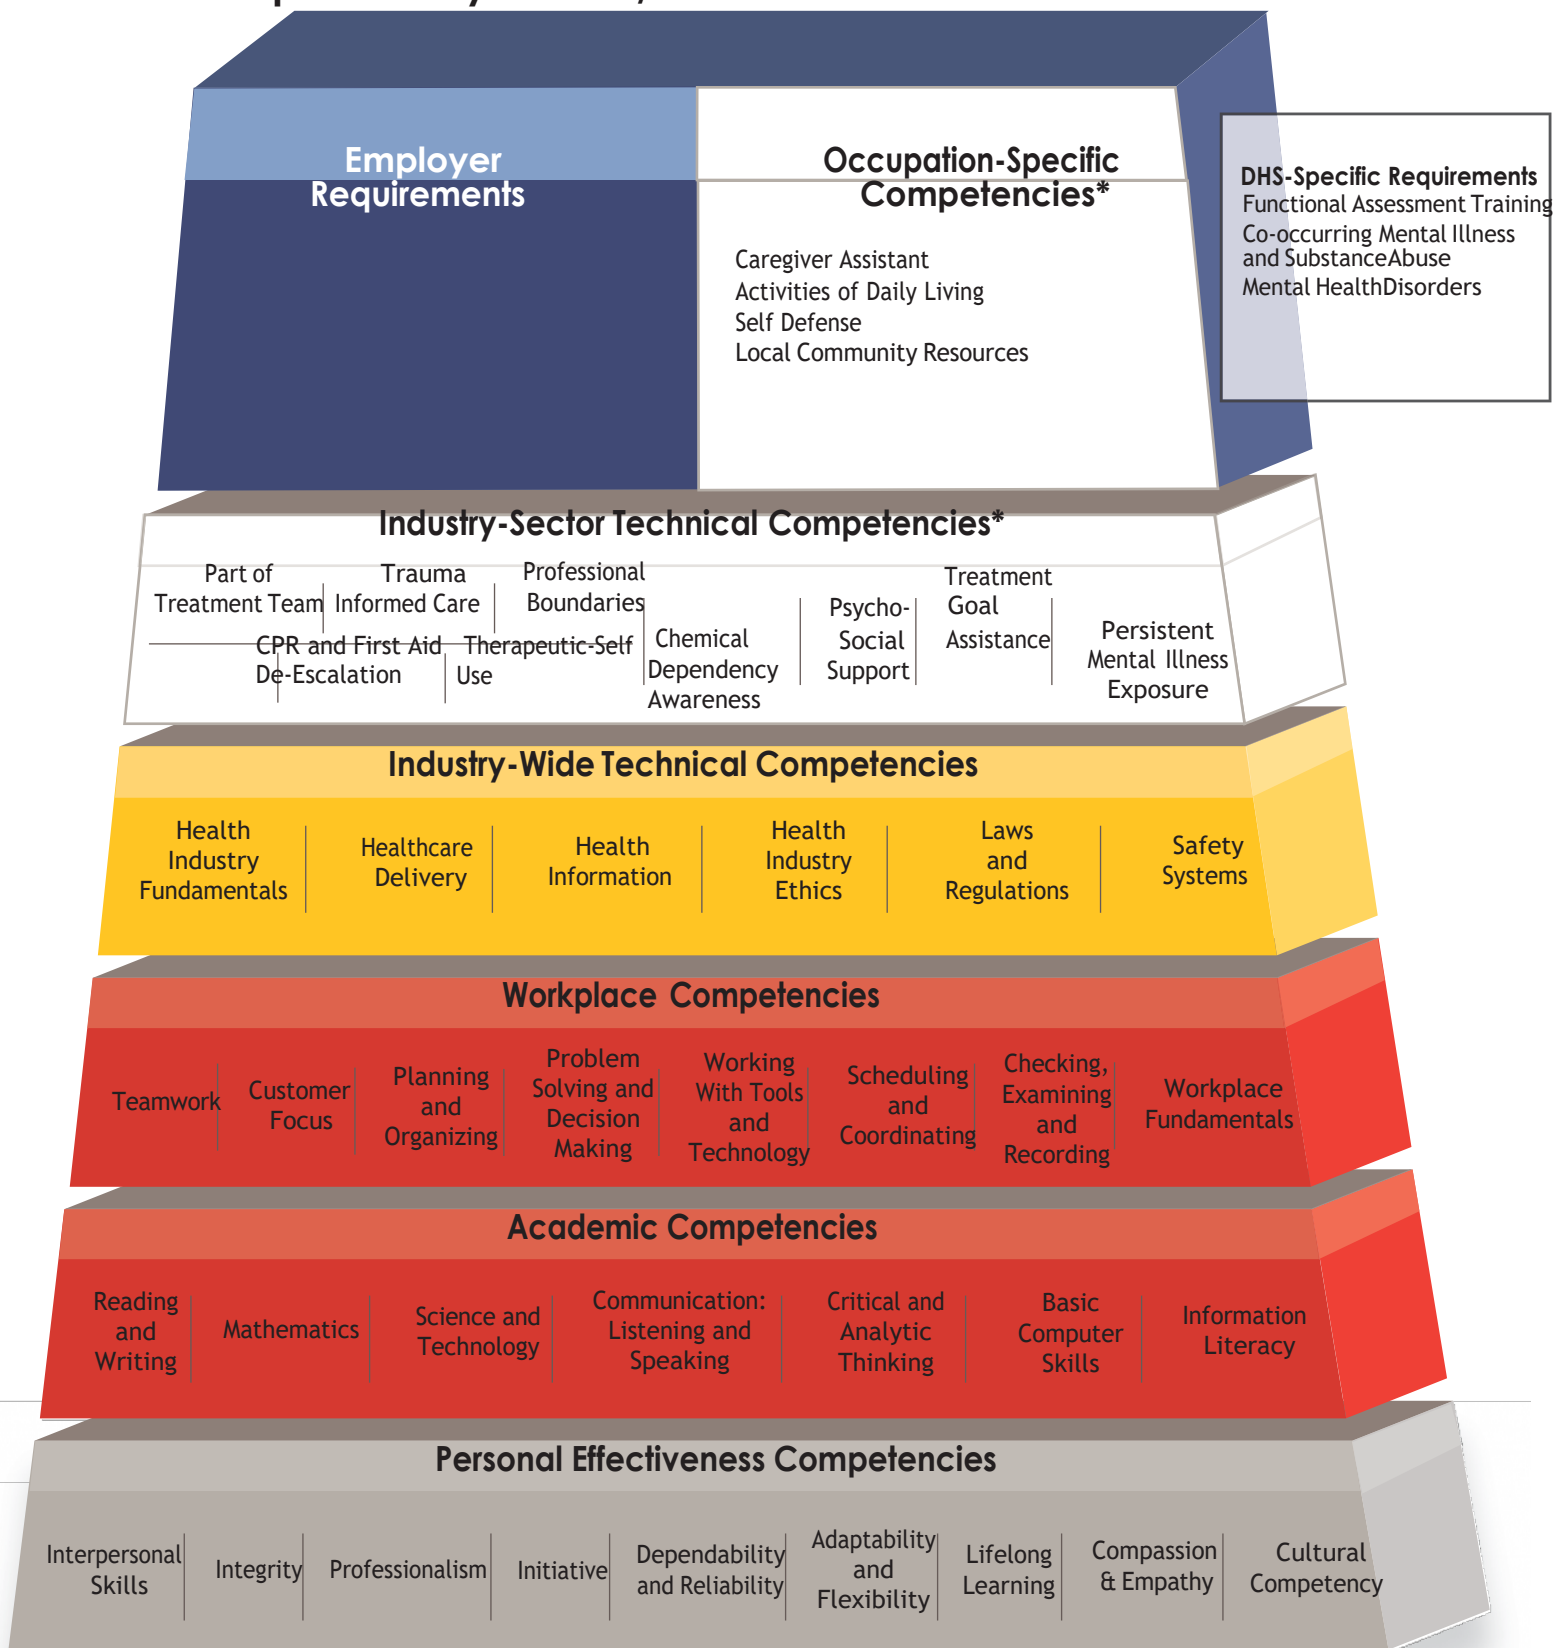 Employer
Requirements
Occupation-Specific
Competencies*
Caregiver Assistant
Activities of Daily Living
Self Defense
Local Community Resources
DHS-Specific Requirements
Functional Assessment Training
Co-occurring Mental Illness
and SubstanceAbuse
Mental HealthDisorders
Industry-Sector Technical Competencies*
Part of
Treatment Team
Trauma
Informed Care
Professional
Boundaries
CPR and First Aid
De-Escalation
Therapeutic-Self
Use
Chemical
Dependency
Awareness
Psycho-
Social
Support
Treatment
Goal
Assistance
Persistent
Mental Illness
Exposure
Industry-Wide Technical Competencies
Health
Industry
Fundamentals
Healthcare
Delivery
Health
Information
Health
Industry
Ethics
Laws
and
Regulations
Safety
Systems
Workplace Competencies
Teamwork
Customer
Focus
Planning
and
Organizing
Problem
Solving and
Decision
Making
Working
With Tools
and
Technology
Scheduling
and
Coordinating
Checking,
Examining
and
Recording
Workplace
Fundamentals
Academic Competencies
Reading
and
Writing
Mathematics
Science and
Technology
Communication:
Listening and
Speaking
Critical and
Analytic
Thinking
Basic
Computer
Skills
Information
Literacy
Personal Effectiveness Competencies
Interpersonal
Skills
Integrity
Professionalism
Initiative
Dependability
and Reliability
Adaptability
and
Flexibility
Lifelong
Learning
Compassion
& Empathy
Cultural
Competency